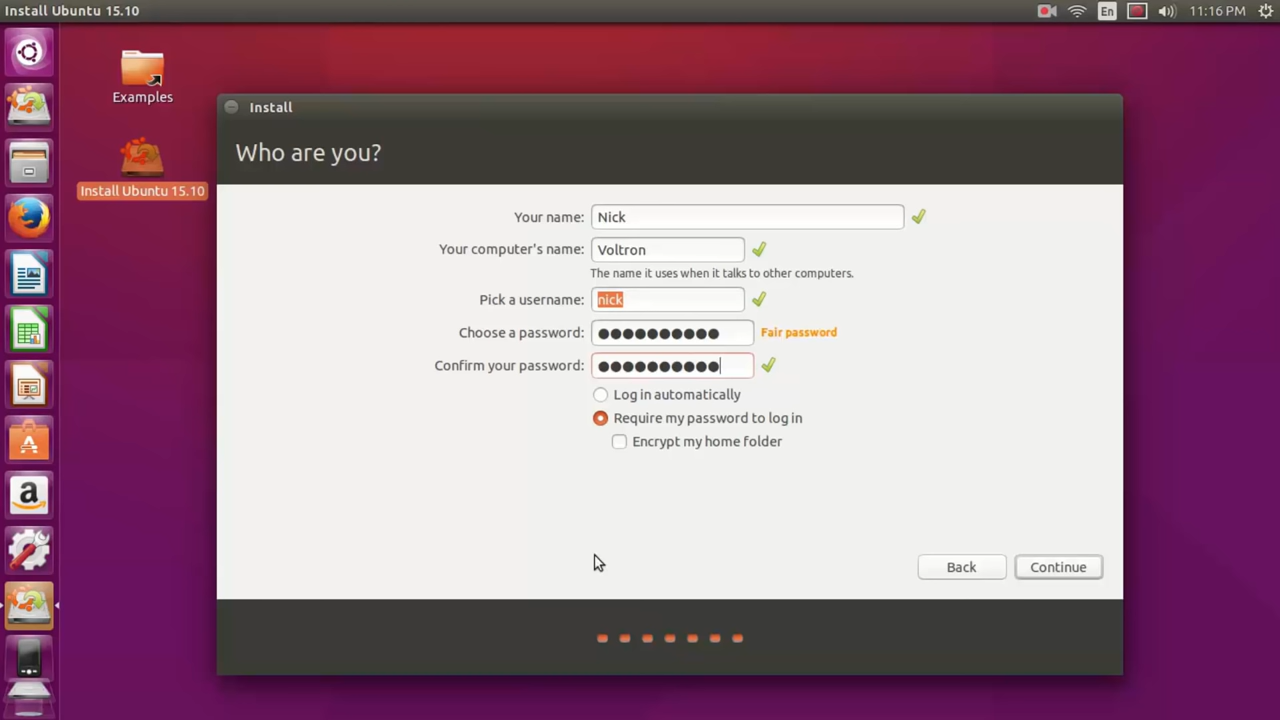 Install Ubuntu 15.10
En
11:16 PM
Examples
Install Ubuntu 15.10
Install
Who are you?
Your name: Nick
Your computer's name: Voltron
The name it uses when it talks to other computers.
Pick a username: nick
Choose a password: ●●●●●●●●●● Fair password
Confirm your password: ●●●●●●●●●●
Log in automatically
Require my password to log in
Encrypt my home folder
Back
Continue